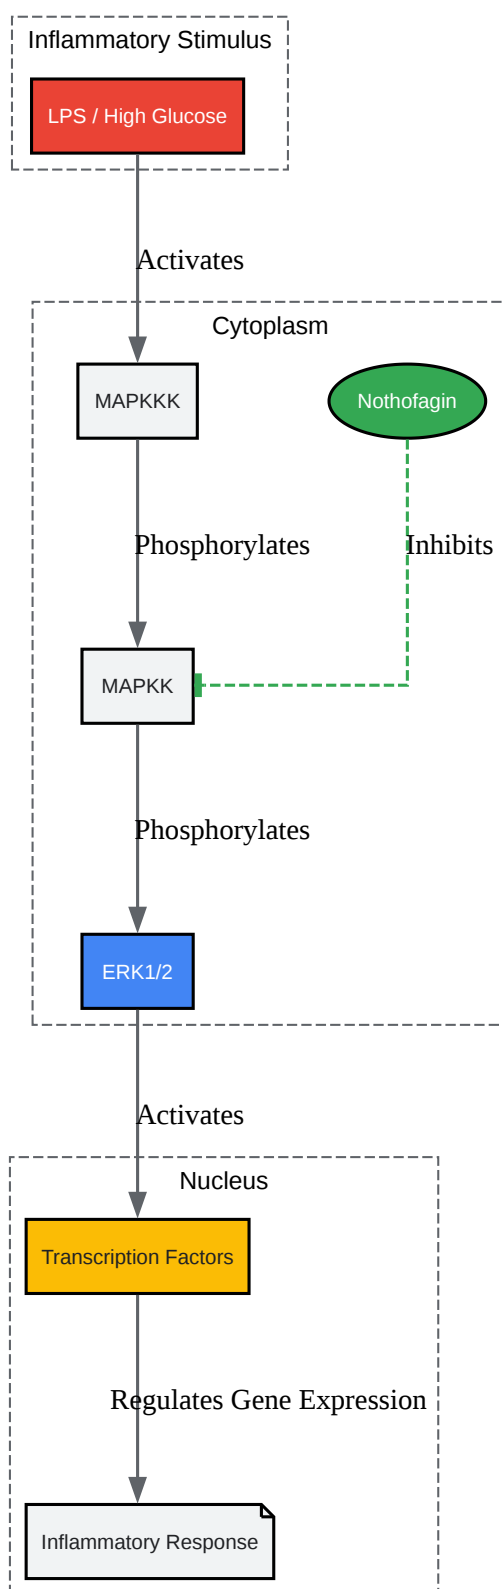 Inflammatory Stimulus
LPS / High Glucose
Activates
Cytoplasm
MAPKKK
Nothofagin
Phosphorylates
Inhibits
MAPKK
Phosphorylates
ERK1/2
Activates
Nucleus
Transcription Factors
Regulates Gene Expression
Inflammatory Response